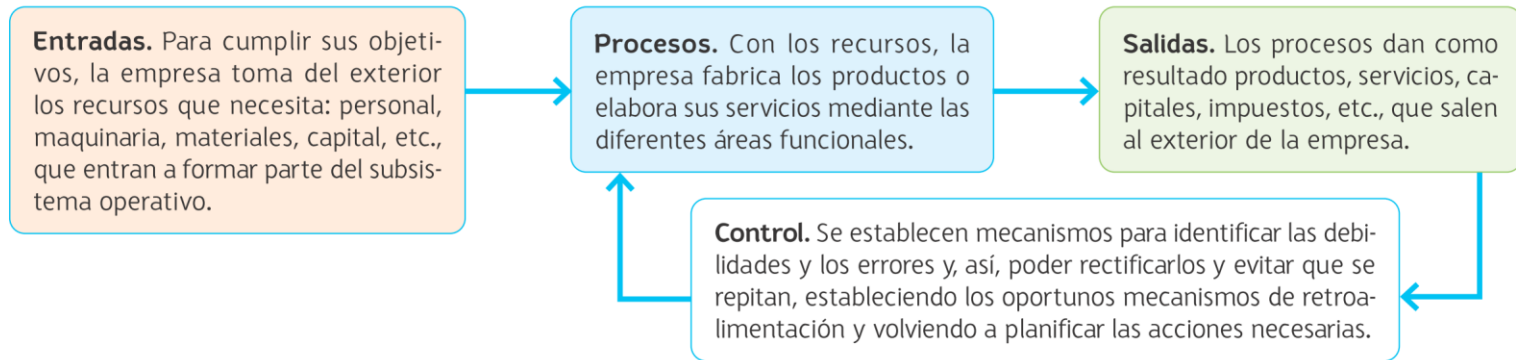 Entradas. Para cumplir sus objeti-
vos, la empresa toma del exterior
los recursos que necesita: personal,
maquinaria, materiales, capital, etc.,
que entran a formar parte del subsis-
tema operativo.
Procesos. Con los recursos, la
empresa fabrica los productos o
elabora sus servicios mediante las
diferentes áreas funcionales.
Salidas. Los procesos dan como
resultado productos, servicios, ca-
pitales, impuestos, etc., que salen
al exterior de la empresa.
Control. Se establecen mecanismos para identificar las debi-
lidades y los errores y, así, poder rectificarlos y evitar que se
repitan, estableciendo los oportunos mecanismos de retroa-
limentación y volviendo a planificar las acciones necesarias.